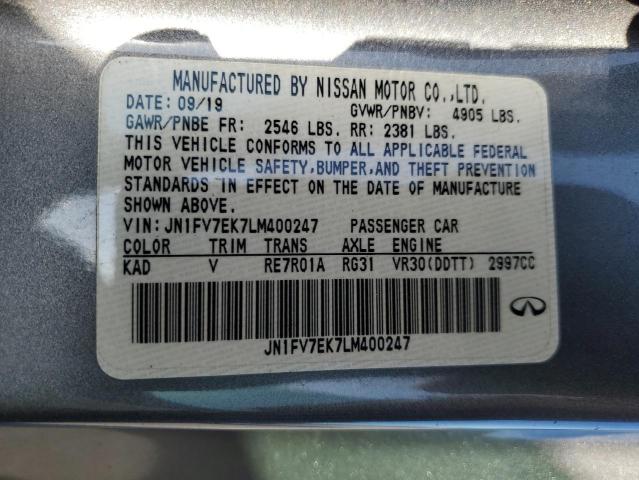 MANUFACTURED BY NISSAN MOTOR CO.,LTD.
DATE: 09/19 GVWR/PNBV: 4905 LBS.
GAWR/PNBE FR: 2546 LBS. RR: 2381 LBS.
THIS VEHICLE CONFORMS TO ALL APPLICABLE FEDERAL
MOTOR VEHICLE SAFETY,BUMPER,AND THEFT PREVENTION
STANDARDS IN EFFECT ON THE DATE OF MANUFACTURE
SHOWN ABOVE.
VIN: JN1FV7EK7LM400247 PASSENGER CAR
COLOR TRIM TRANS AXLE ENGINE
KAD V RE7R01A RG31 VR30(DDTT) 2997CC
JN1FV7EK7LM400247